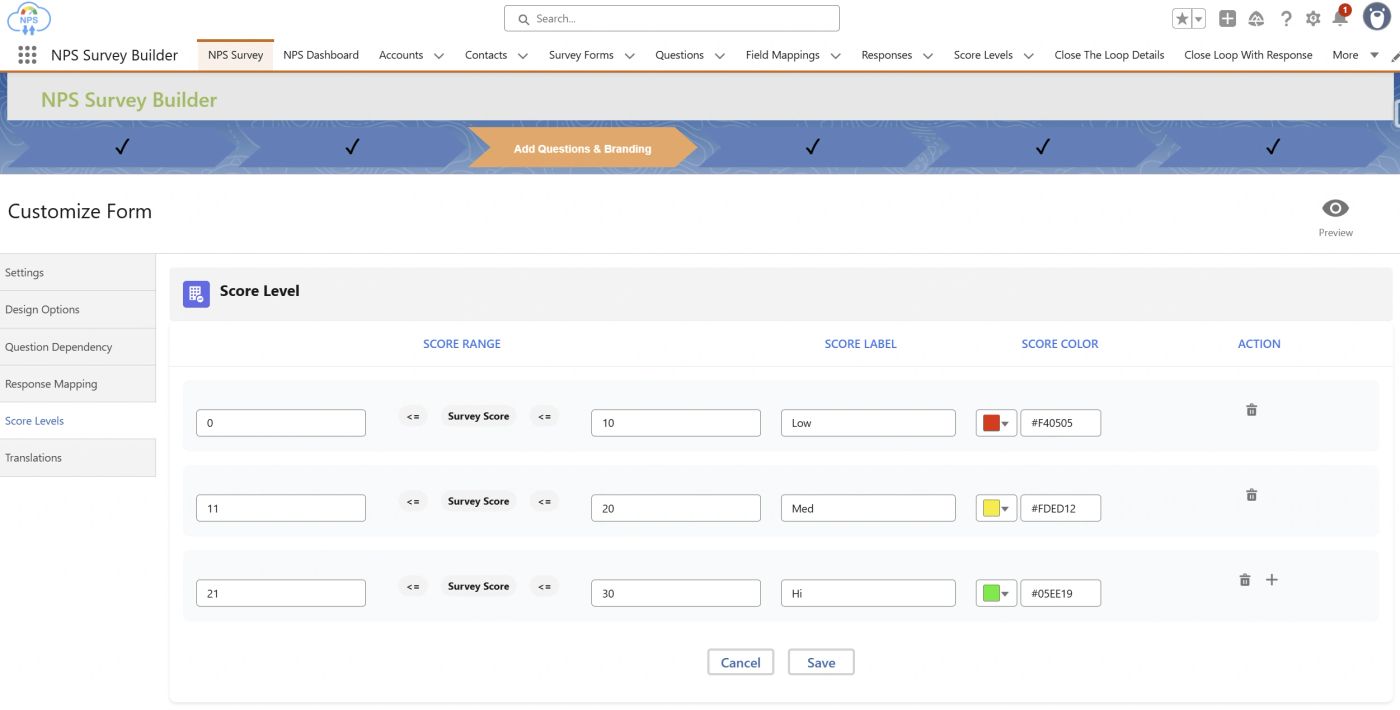 NPS
Search...
1
NPS Survey Builder
NPS Survey
NPS Dashboard
Accounts
Contacts
Survey Forms
Questions
Field Mappings
Responses
Score Levels
Close The Loop Details
Close Loop With Response
More
NPS Survey Builder
Add Questions & Branding
Customize Form
Preview
Settings
Design Options
Question Dependency
Response Mapping
Score Levels
Translations
Score Level
SCORE RANGE
SCORE LABEL
SCORE COLOR
ACTION
0 <= Survey Score <= 10 Low #F40505
11 <= Survey Score <= 20 Med #FDED12
21 <= Survey Score <= 30 Hi #05EE19
Cancel
Save